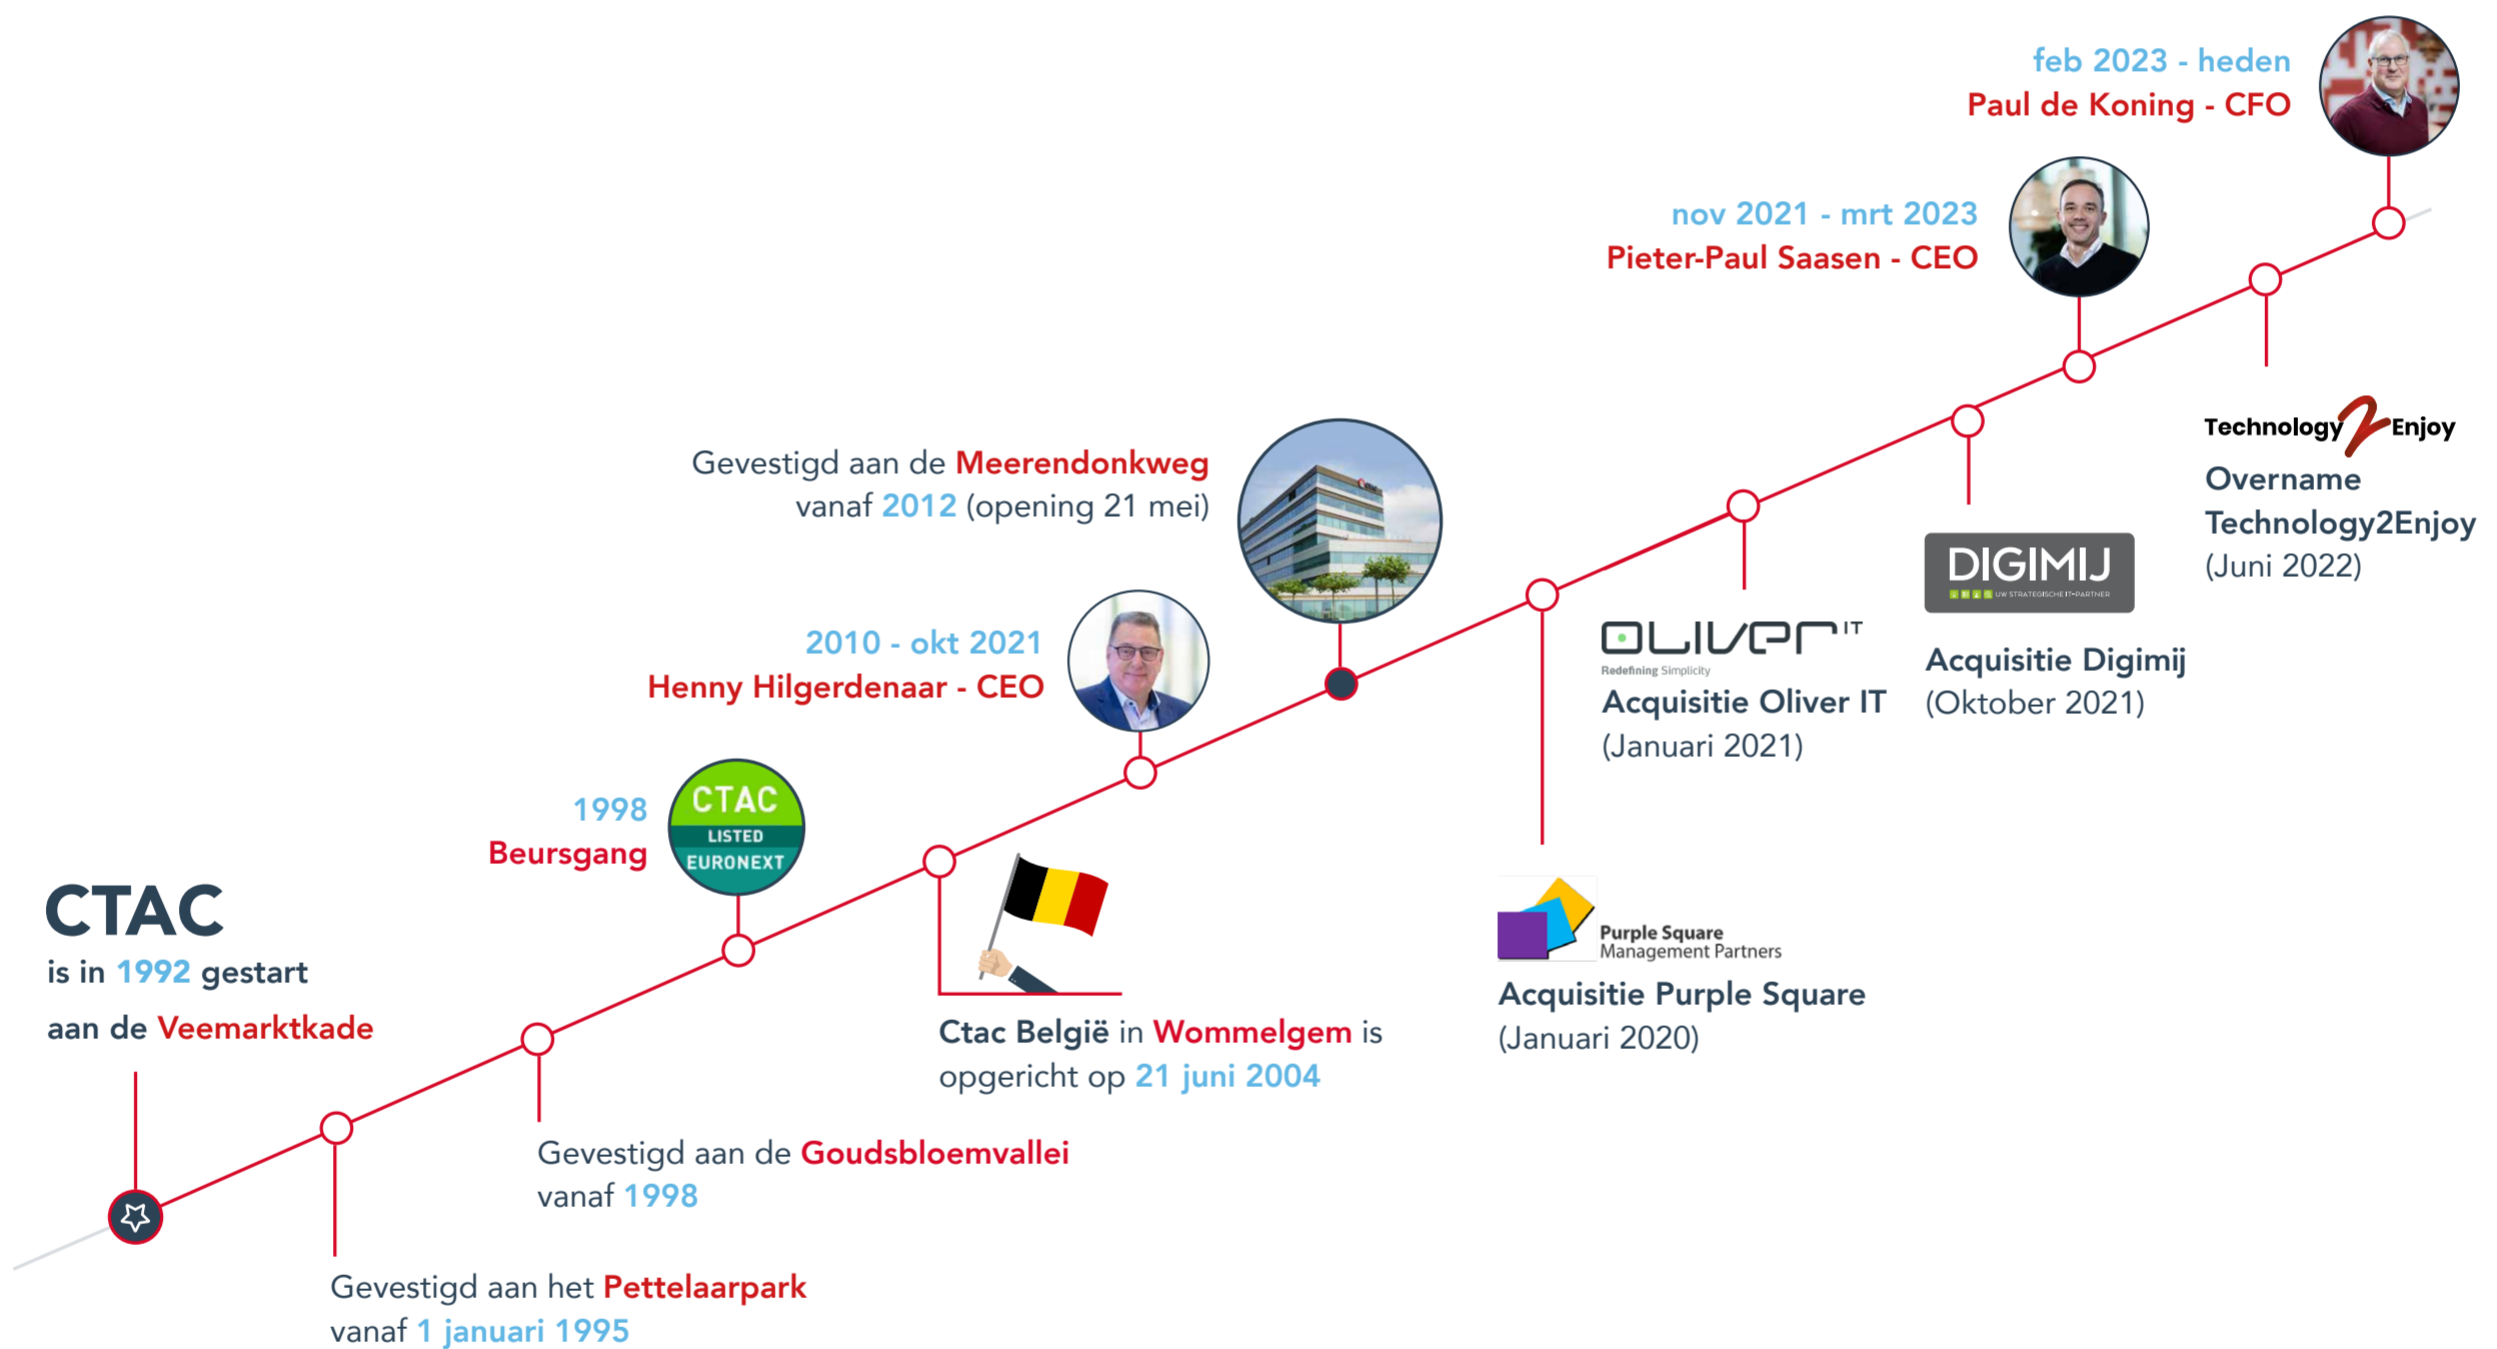 CTAC
is in 1992 gestart
aan de Veemarktkade
Gevestigd aan het Pettelaarpark
vanaf 1 januari 1995
Gevestigd aan de Goudsbloemvallei
vanaf 1998
1998
Beursgang
CTAC
LISTED
EURONEXT
Ctac België in Wommelgem is
opgericht op 21 juni 2004
2010 - okt 2021
Henny Hilgerdenaar - CEO
Gevestigd aan de Meerendonkweg
vanaf 2012 (opening 21 mei)
Purple Square
Management Partners
Acquisitie Purple Square
(Januari 2020)
OLIVER IT
Redefining Simplicity
Acquisitie Oliver IT
(Januari 2021)
DIGIMIJ
UW STRATEGISCHE IT-PARTNER
Acquisitie Digimij
(Oktober 2021)
nov 2021 - mrt 2023
Pieter-Paul Saasen - CEO
Technology2Enjoy
Overname
Technology2Enjoy
(Juni 2022)
feb 2023 - heden
Paul de Koning - CFO